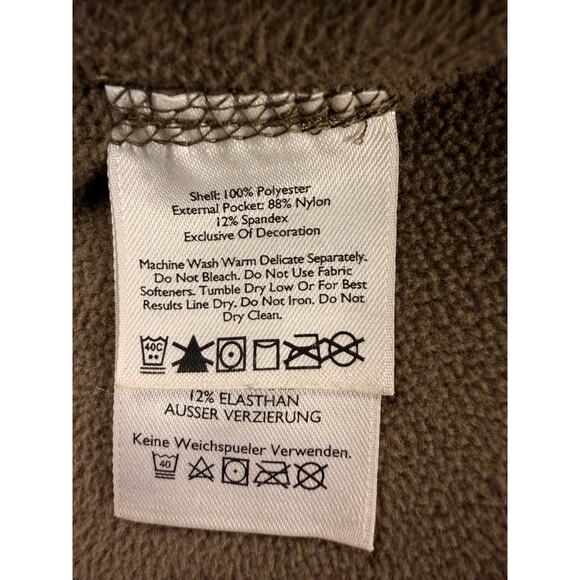 Shell: 100% Polyester
External Pocket: 88% Nylon
12% Spandex
Exclusive Of Decoration
Machine Wash Warm Delicate Separately.
Do Not Bleach. Do Not Use Fabric
Softeners. Tumble Dry Low Or For Best
Results Line Dry. Do Not Iron. Do Not
Dry Clean.
40C
12% ELASTHAN
AUSSER VERZIERUNG
Keine Weichspueler Verwenden.
40